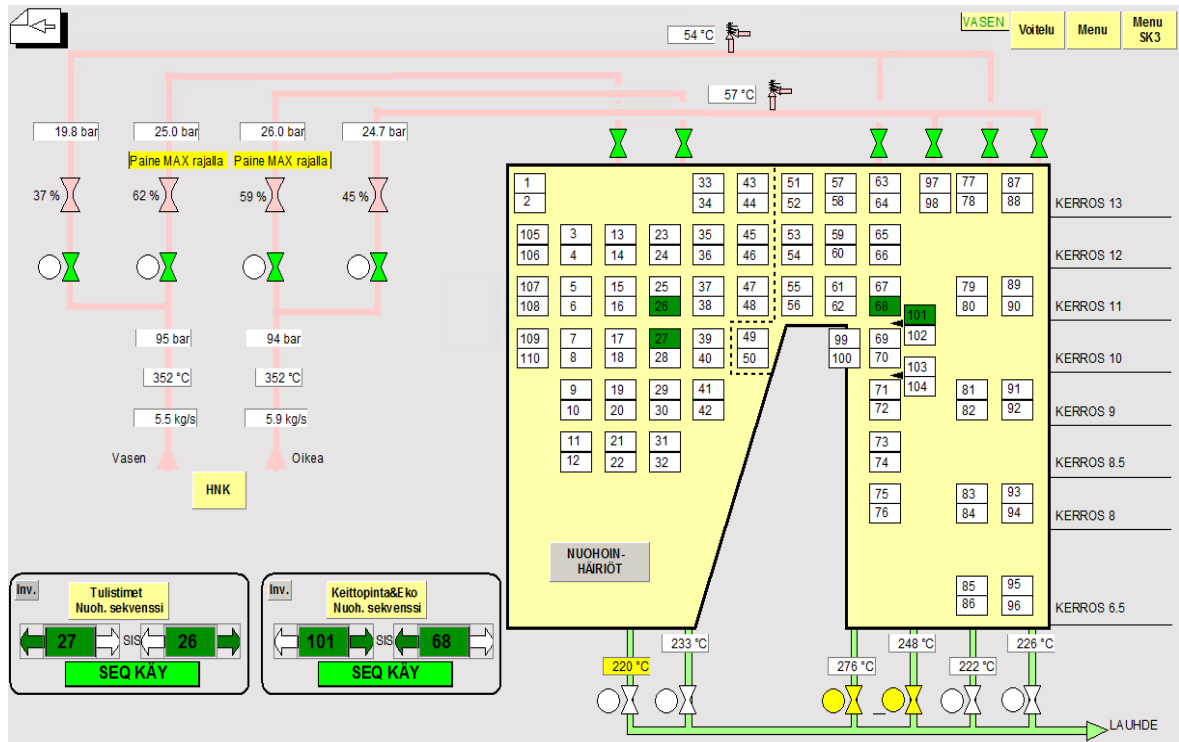 VASEN
Voitelu
Menu
Menu
SK3
54 °C
57 °C
19.8 bar
25.0 bar
26.0 bar
24.7 bar
Paine MAX rajalla
Paine MAX rajalla
37 %
62 %
59 %
45 %
95 bar
94 bar
352 °C
352 °C
5.5 kg/s
5.9 kg/s
Vasen
Oikea
HNK
1 33 43 51 57 63 97 77 87
2 34 44 52 58 64 98 78 88
KERROS 13
105 3 13 23 35 45 53 59 65
106 4 14 24 36 46 54 60 66
KERROS 12
107 5 15 25 37 47 55 61 67 79 89
108 6 16 26 38 48 56 62 68 80 90
KERROS 11
101
102
109 7 17 27 39 49 99 69
110 8 18 28 40 50 100 70
KERROS 10
103
104
9 19 29 41 71 81 91
10 20 30 42 72 82 92
KERROS 9
11 21 31 73
12 22 32 74
KERROS 8.5
75 83 93
76 84 94
KERROS 8
NUOHOIN-
HÄIRIÖT
85 95
86 96
KERROS 6.5
Inv.
Tulistimet
Nuoh. sekvenssi
27 SIS 26
SEQ KÄY
Inv.
Keittopinta&Eko
Nuoh. sekvenssi
101 SIS 68
SEQ KÄY
220 °C
233 °C
276 °C
248 °C
222 °C
226 °C
LAUHDE